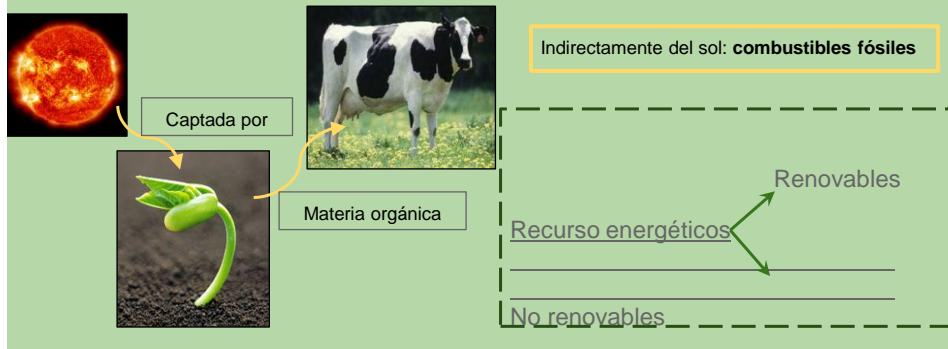 Indirectamente del sol: combustibles fósiles
Captada por
Materia orgánica
Renovables
Recurso energéticos
No renovables